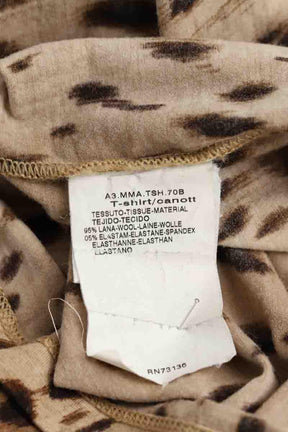 A3.MMA.TSH.70B
T-shirt/canott
TESSUTO-TISSUE-MATERIAL
TEJIDO-TECIDO
95% LANA-WOOL-LAINE-WOLLE
05% ELASTAM-ELASTANE-SPANDEX
ELASTHANNE-ELASTHAN
ELASTANO
RN73136